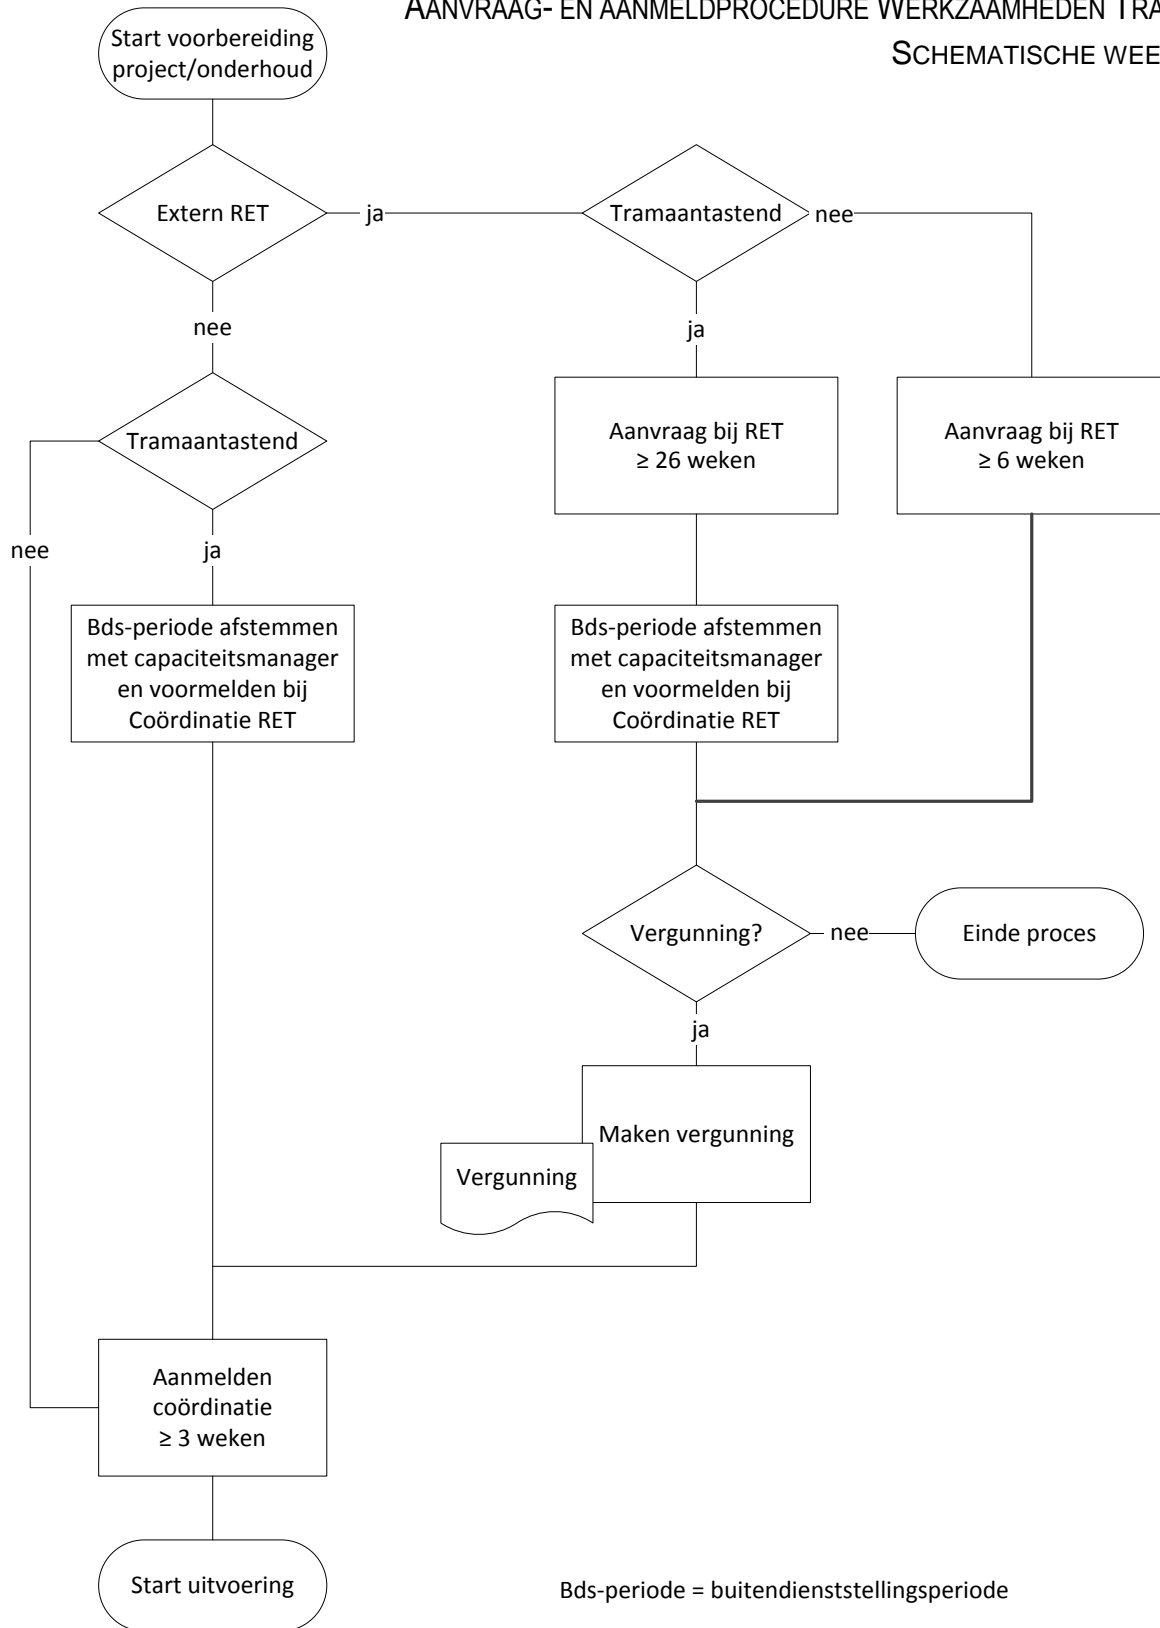 AANVRAAG- EN AANMELDPROCEDURE WERKZAAMHEDEN TRA
SCHEMATISCHE WEE
Start voorbereiding
project/onderhoud
Extern RET
ja
Tramaantastend
nee
nee
ja
Tramaantastend
Aanvraag bij RET
≥ 26 weken
Aanvraag bij RET
≥ 6 weken
nee
ja
Bds-periode afstemmen
met capaciteitsmanager
en voormelden bij
Coördinatie RET
Bds-periode afstemmen
met capaciteitsmanager
en voormelden bij
Coördinatie RET
Vergunning?
nee
Einde proces
ja
Maken vergunning
Vergunning
Aanmelden
coördinatie
≥ 3 weken
Start uitvoering
Bds-periode = buitendienststellingsperiode